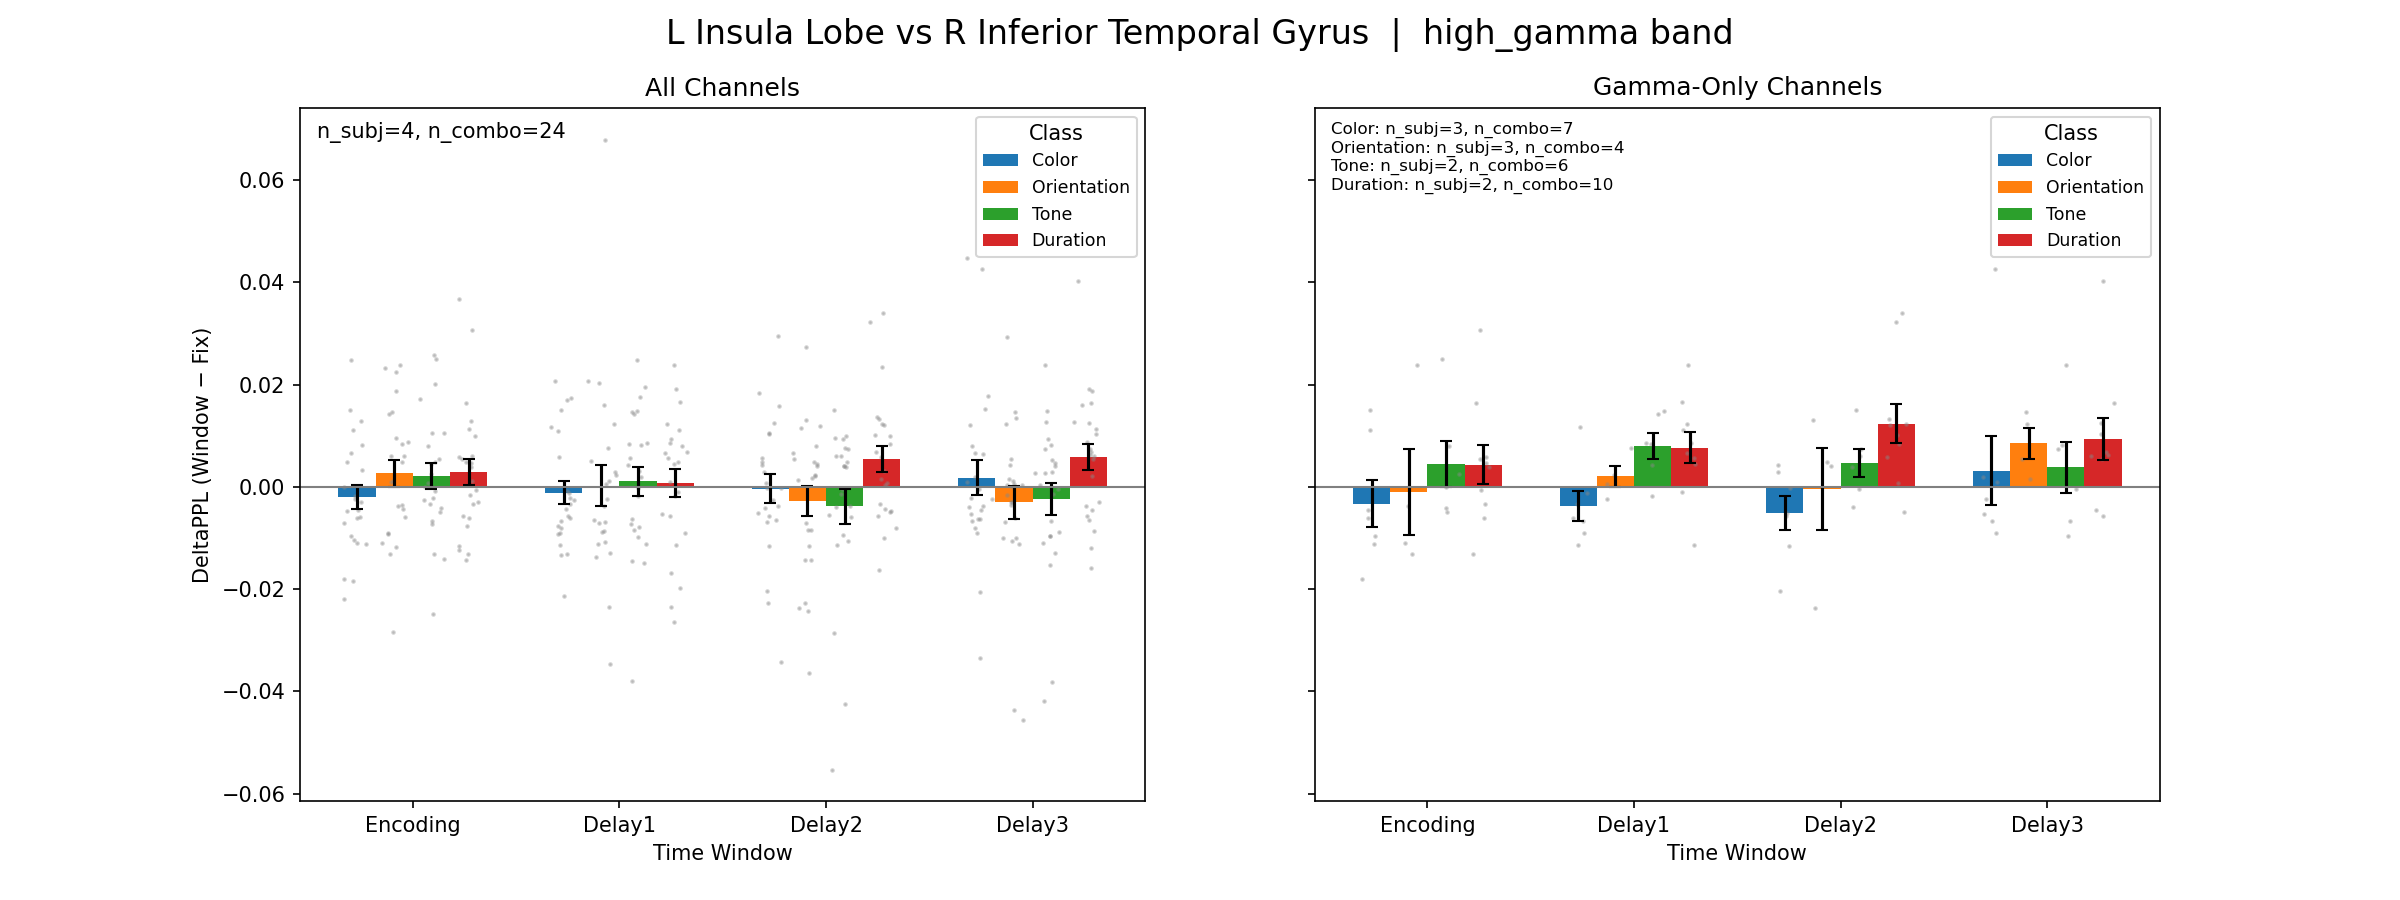 L Insula Lobe vs R Inferior Temporal Gyrus | high_gamma band
All Channels
n_subj=4, n_combo=24
Class
Color
Orientation
Tone
Duration
DeltaPPL (Window − Fix)
0.06
0.04
0.02
0.00
−0.02
−0.04
−0.06
Encoding
Delay1
Delay2
Delay3
Time Window
Gamma-Only Channels
Color: n_subj=3, n_combo=7
Orientation: n_subj=3, n_combo=4
Tone: n_subj=2, n_combo=6
Duration: n_subj=2, n_combo=10
Class
Color
Orientation
Tone
Duration
Encoding
Delay1
Delay2
Delay3
Time Window